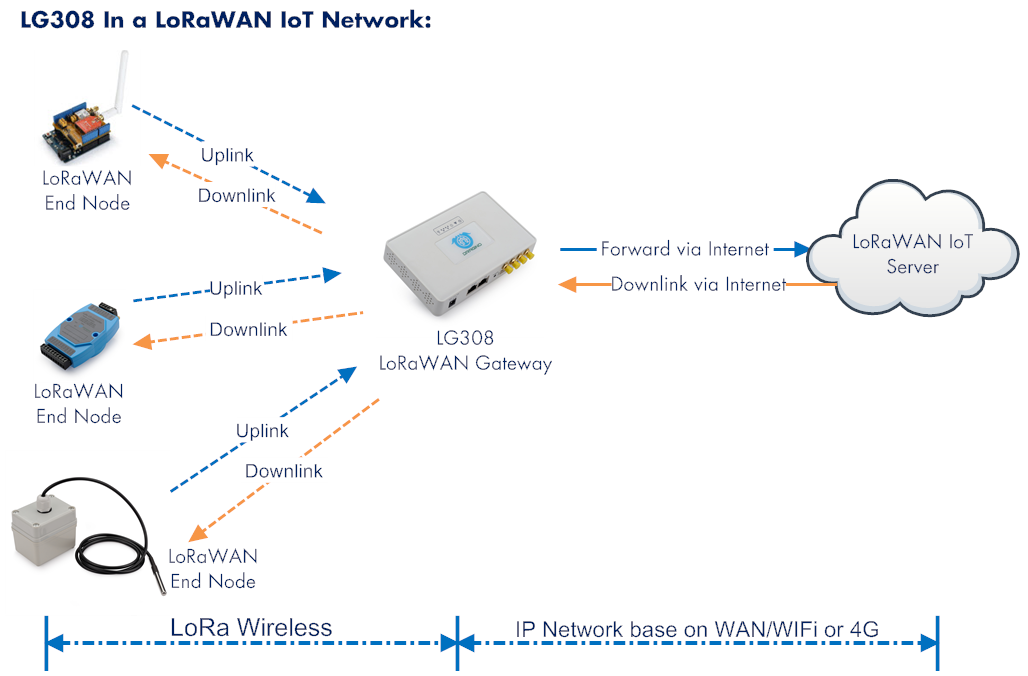 LG308 In a LoRaWAN IoT Network:
Uplink
Downlink
LoRaWAN
End Node
Uplink
Downlink
LoRaWAN
End Node
Uplink
Downlink
LoRaWAN
End Node
LG308
LoRaWAN Gateway
Forward via Internet
Downlink via Internet
LoRaWAN IoT
Server
LoRa Wireless
IP Network base on WAN/WIFi or 4G